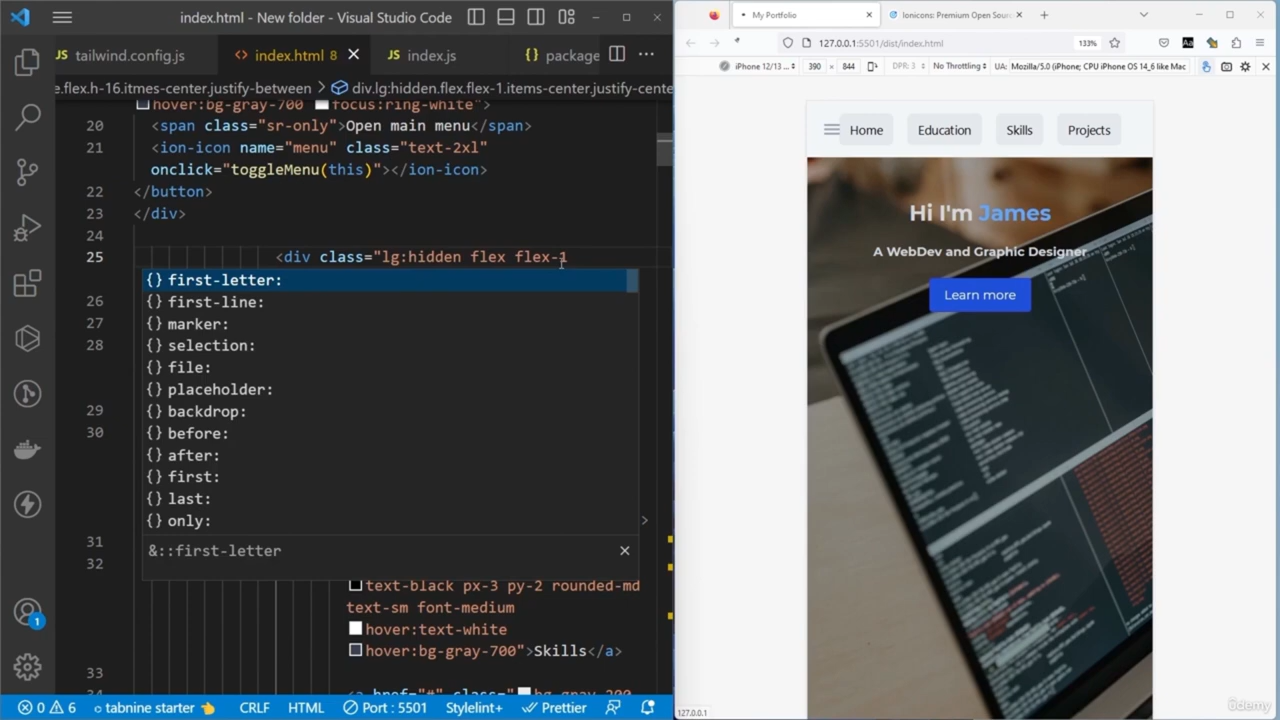 index.html - New folder - Visual Studio Code
tailwind.config.js
index.html 8
index.js
package
e.flex.h-16.itmes-center.justify-between > div.lg:hidden.flex.flex-1.items-center.justify-cente
hover:bg-gray-700 focus:ring-white">
20 <span class="sr-only">Open main menu</span>
21 <ion-icon name="menu" class="text-2xl"
onclick="toggleMenu(this)"></ion-icon>
22 </button>
23 </div>
24
25 <div class="lg:hidden flex flex-1
{} first-letter:
26 {} first-line:
27 {} marker:
28 {} selection:
{} file:
{} placeholder:
29 {} backdrop:
30 {} before:
{} after:
{} first:
{} last:
{} only:
31
&::first-letter
32
text-black px-3 py-2 rounded-md
text-sm font-medium
hover:text-white
hover:bg-gray-700">Skills</a>
33
34 <a href="#" class="bg-gray-200
1
0 6 tabnine starter CRLF HTML Port : 5501 Stylelint+ Prettier
My Portfolio
Ionicons: Premium Open Sour
127.0.0.1:5501/dist/index.html
133%
iPhone 12/13 ... 390 × 844 DPR: 3 No Throttling UA: Mozilla/5.0 (iPhone; CPU iPhone OS 14_6 like Mac
Home
Education
Skills
Projects
Hi I'm James
A WebDev and Graphic Designer
Learn more
127.0.0.1
ûdemy